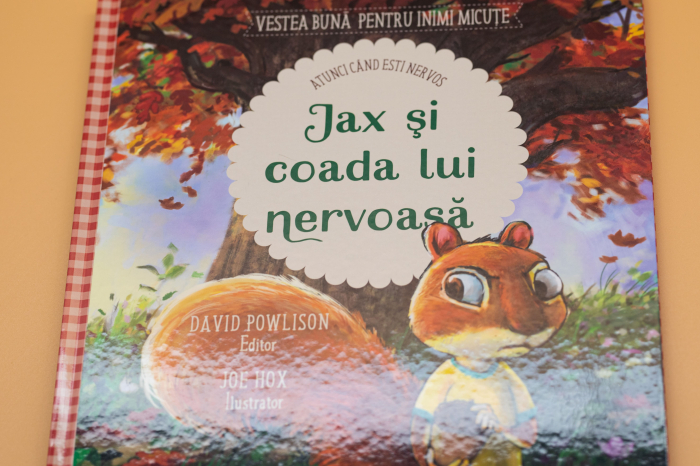 VESTEA BUNĂ PENTRU INIMI MICUȚE
ATUNCI CÂND EȘTI NERVOS
Jax şi
coada lui
nervoasă
DAVID POWLISON
Editor
JOE HOX
Ilustrator